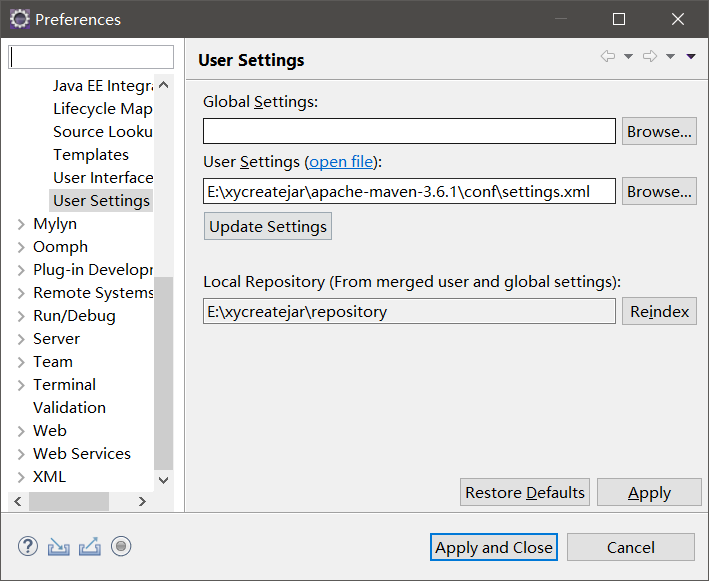 Preferences
User Settings
Java EE Integra
Lifecycle Map
Source Looku
Templates
User Interface
User Settings
Mylyn
Oomph
Plug-in Developr
Remote Systems
Run/Debug
Server
Team
Terminal
Validation
Web
Web Services
XML
Global Settings:
Browse...
User Settings (open file):
E:\xycreatejar\apache-maven-3.6.1\conf\settings.xml
Browse...
Update Settings
Local Repository (From merged user and global settings):
E:\xycreatejar\repository
Reindex
Restore Defaults
Apply
?
Apply and Close
Cancel